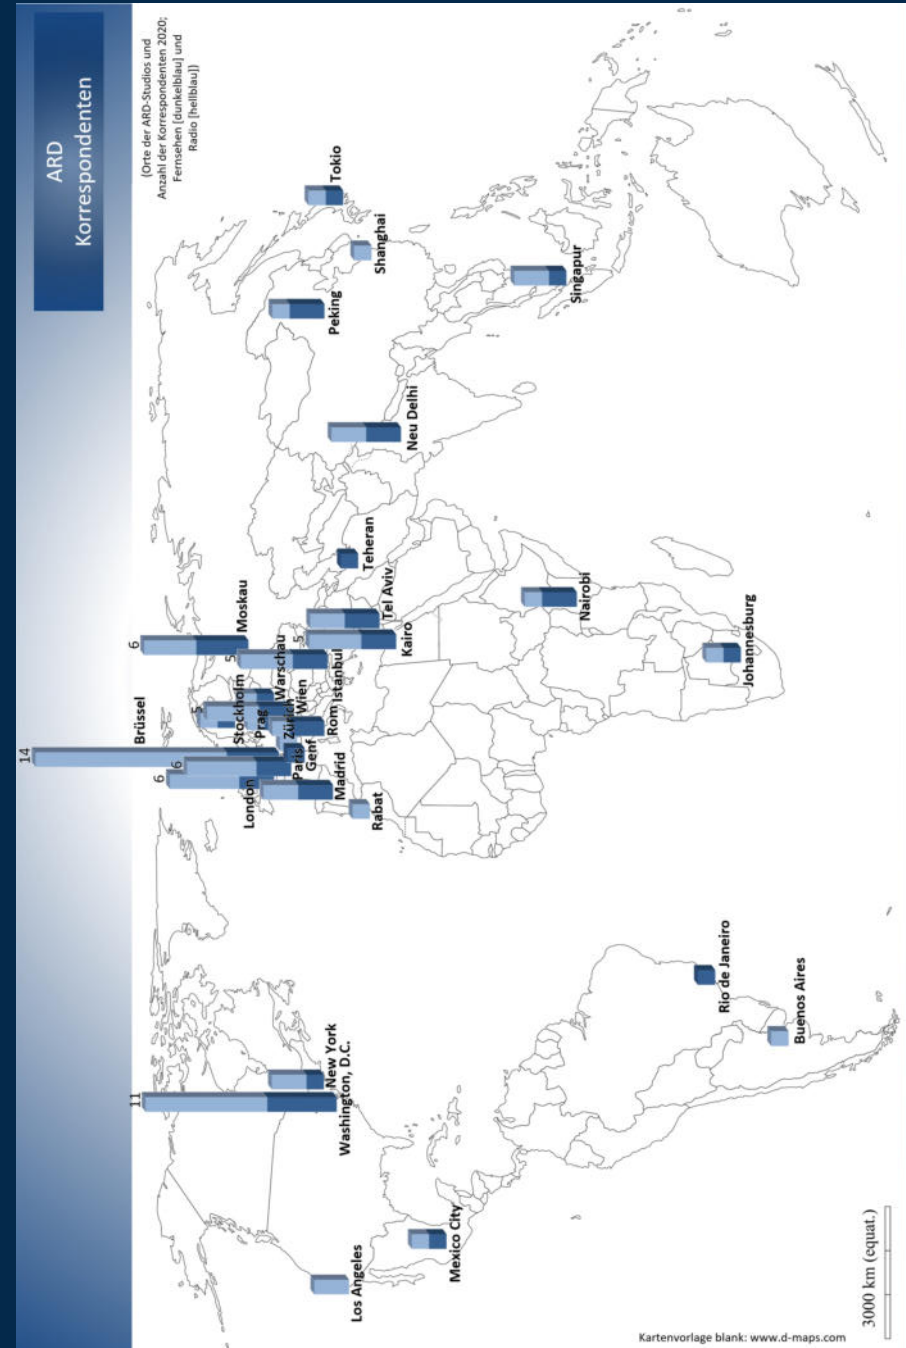 ARD
Korrespondenten
(Orte der ARD-Studios und
Anzahl der Korrespondenten 2020;
Fernsehen [dunkelblau] und
Radio [hellblau])
14
Brüssel
6
Moskau
6
6
5
5
5
11
Stockholm
Prag
Warschau
Wien
Zürich
London
Paris
Genf
Madrid
Rom
Istanbul
Rabat
Kairo
Tel Aviv
Teheran
Neu Delhi
Peking
Shanghai
Tokio
Singapur
Nairobi
Johannesburg
New York
Washington, D.C.
Los Angeles
Mexico City
Rio de Janeiro
Buenos Aires
3000 km (equat.)
Kartenvorlage blank: www.d-maps.com